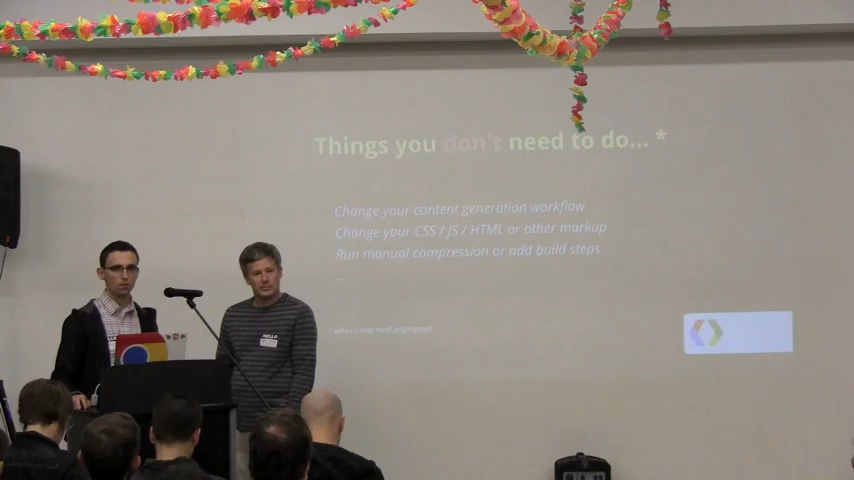 Things you don't need to do... *
Change your content generation workflow
Change your CSS / JS / HTML or other markup
Run manual compression or add build steps
...
* when using mod_pagespeed
HELLO